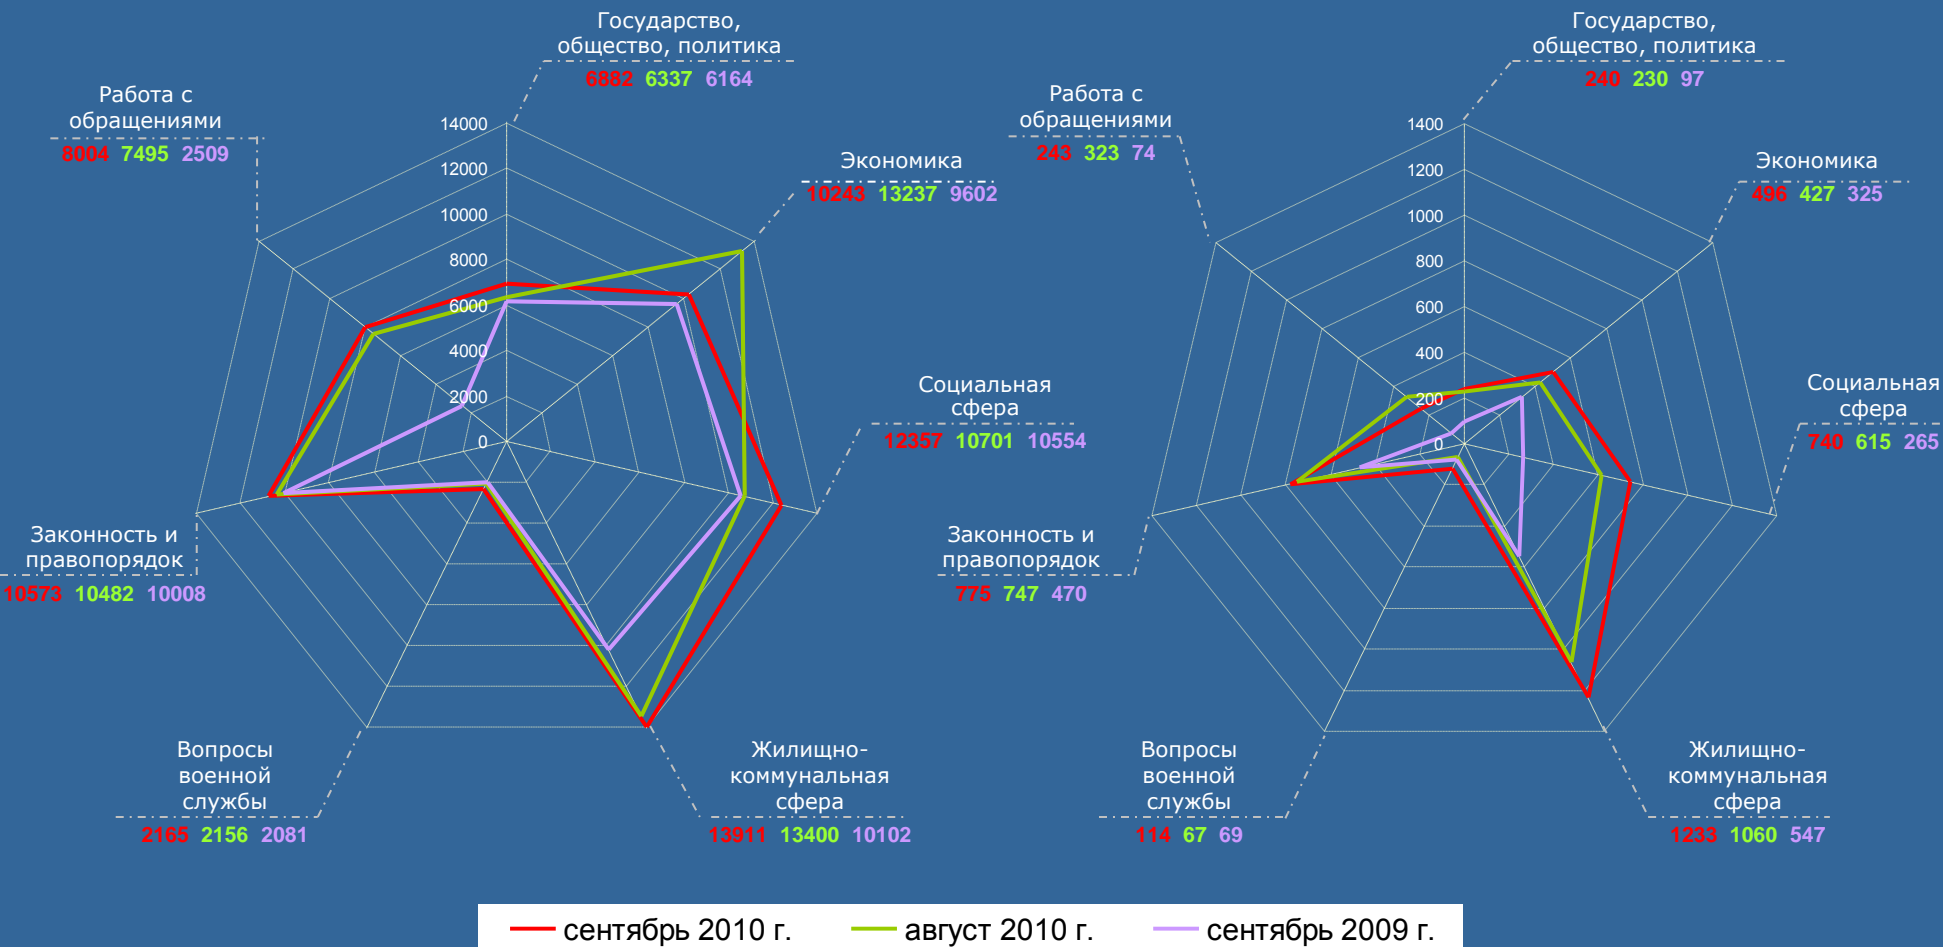 Государство,
общество, политика
6882 6337 6164
Работа с
обращениями
8004 7495 2509
Экономика
10243 13237 9602
Социальная
сфера
12357 10701 10554
Законность и
правопорядок
10573 10482 10008
Вопросы
военной
службы
2165 2156 2081
Жилищно-
коммунальная
сфера
13911 13400 10102
14000
12000
10000
8000
6000
4000
2000
0
Государство,
общество, политика
240 230 97
Работа с
обращениями
243 323 74
Экономика
496 427 325
Социальная
сфера
740 615 265
Законность и
правопорядок
775 747 470
Вопросы
военной
службы
114 67 69
Жилищно-
коммунальная
сфера
1233 1060 547
1400
1200
1000
800
600
400
200
0
сентябрь 2010 г. август 2010 г. сентябрь 2009 г.